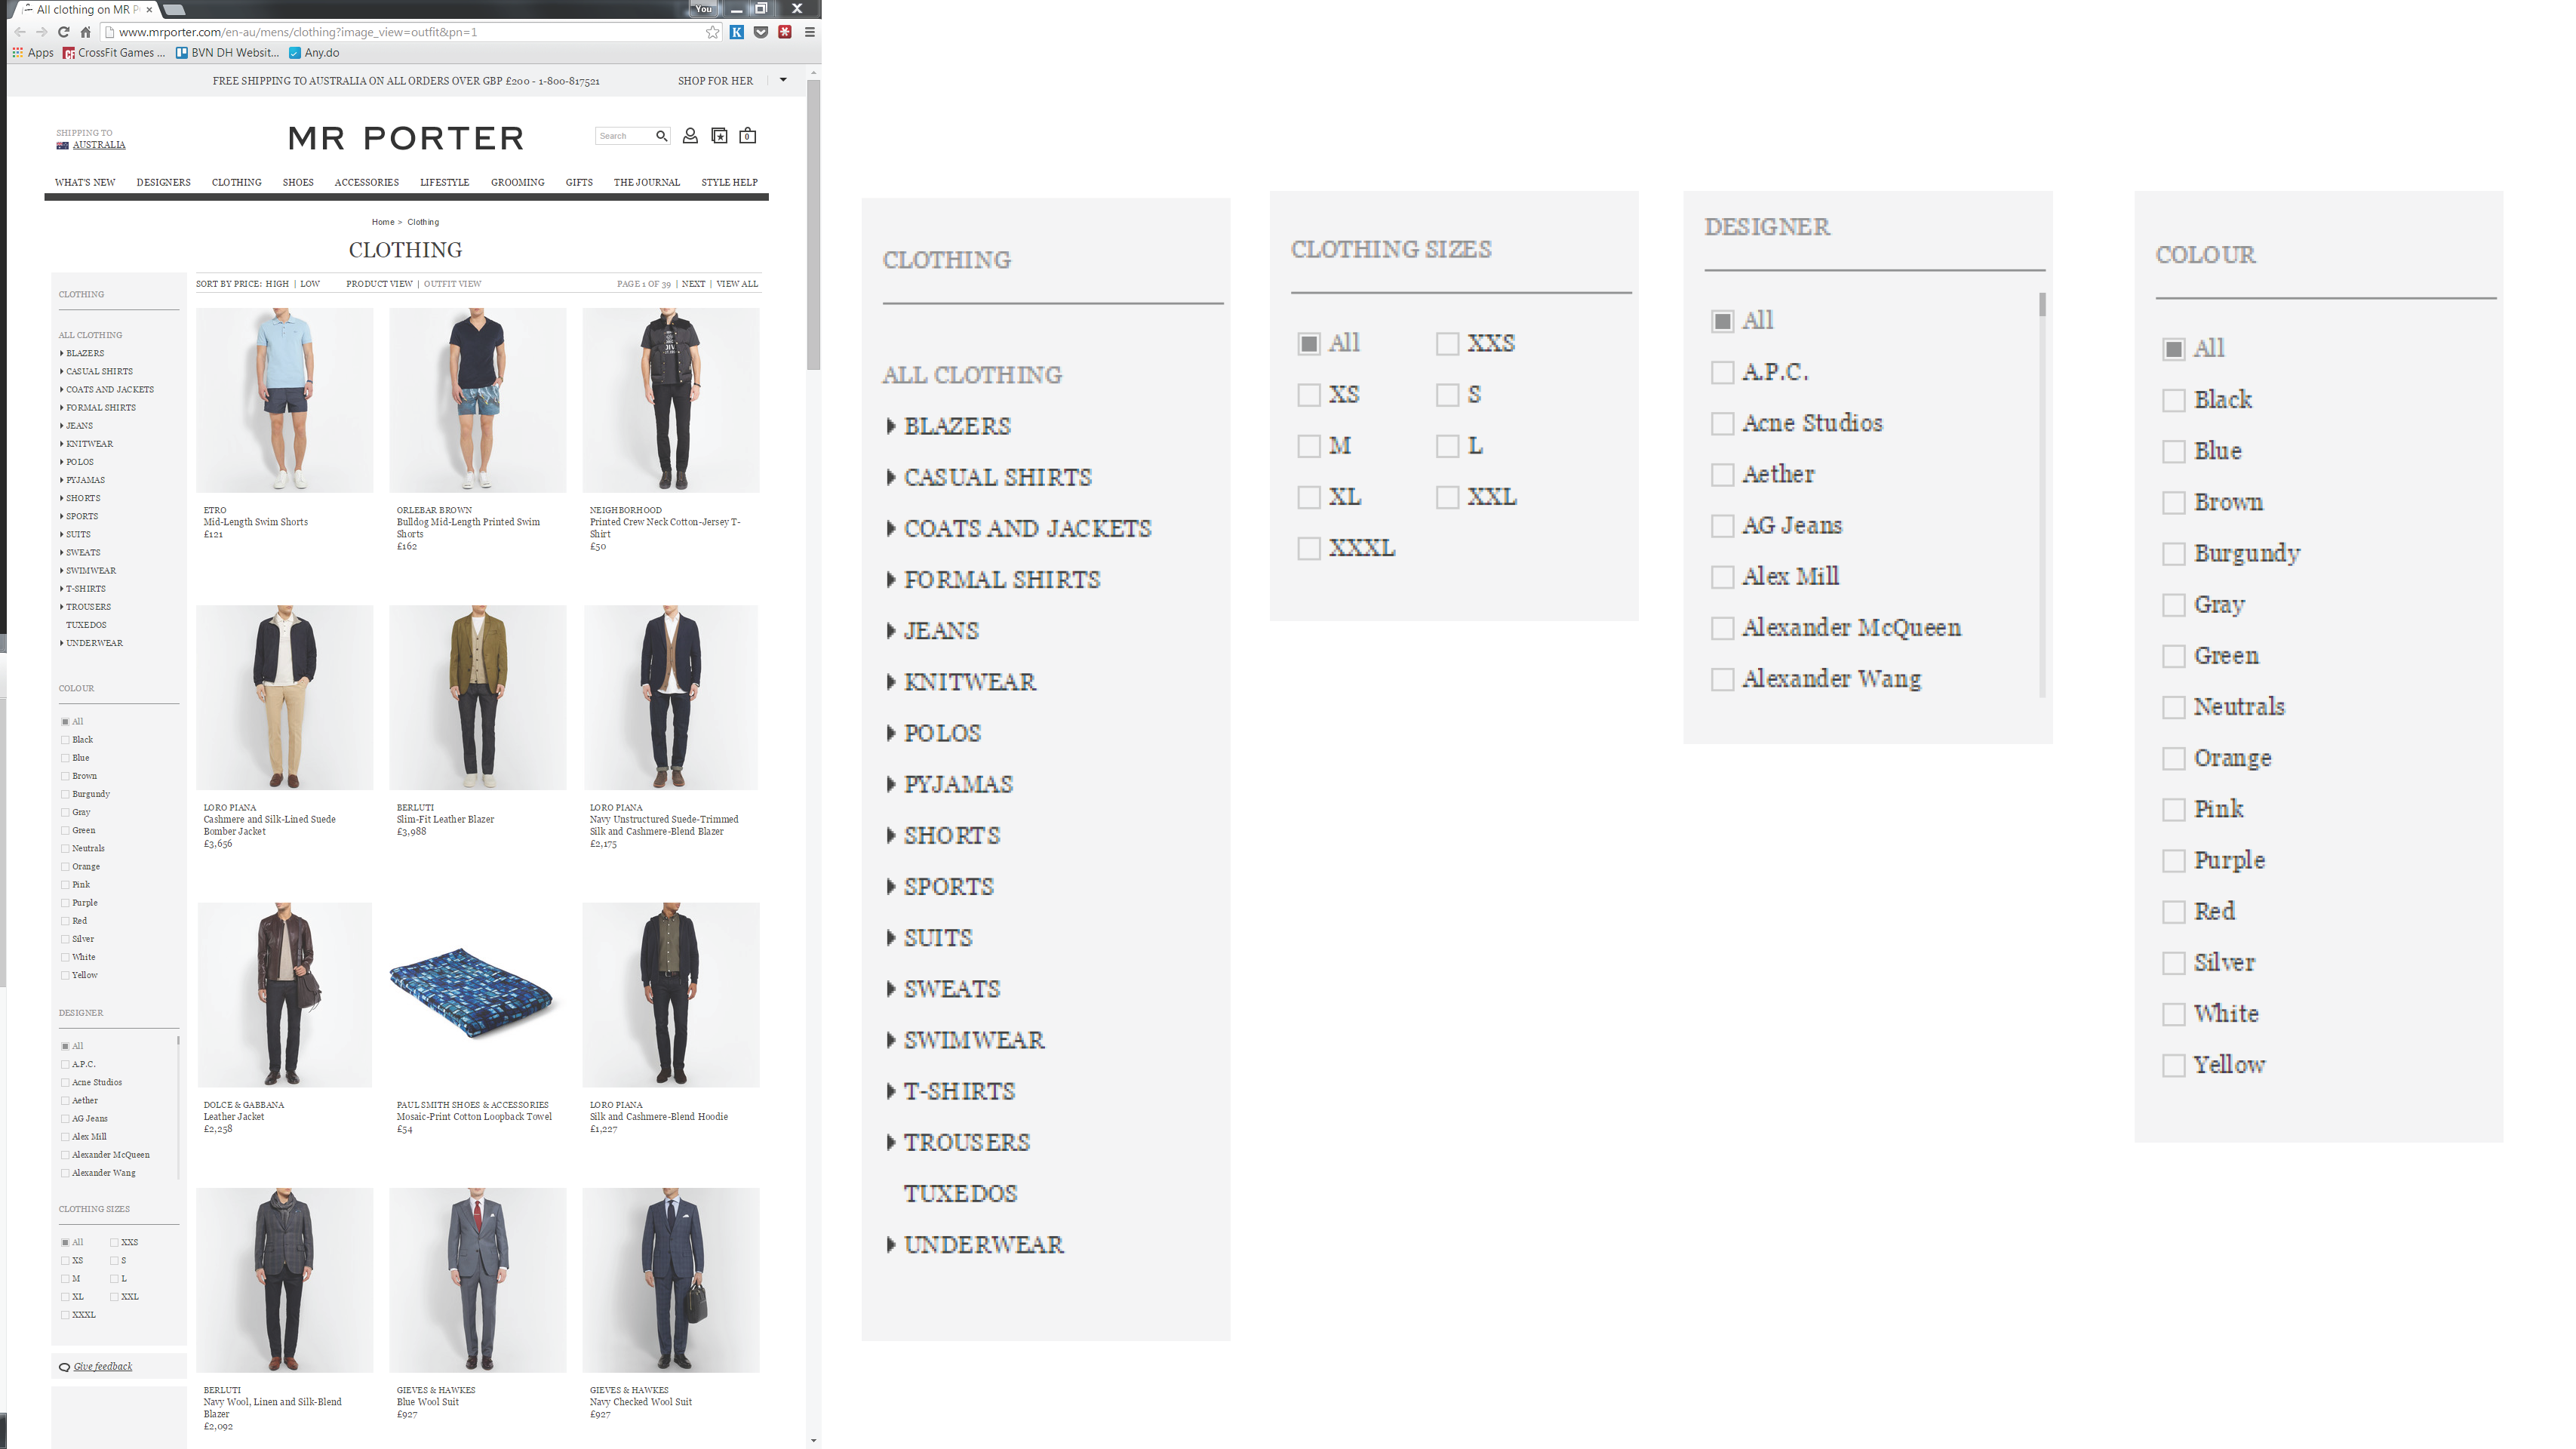 All clothing on MR P
You
www.mrporter.com/en-au/mens/clothing?image_view=outfit&pn=1
Apps
CrossFit Games ...
BVN DH Websit...
Any.do
FREE SHIPPING TO AUSTRALIA ON ALL ORDERS OVER GBP £200 - 1-800-817521
SHOP FOR HER
SHIPPING TO
AUSTRALIA
MR PORTER
Search
0
WHAT'S NEW
DESIGNERS
CLOTHING
SHOES
ACCESSORIES
LIFESTYLE
GROOMING
GIFTS
THE JOURNAL
STYLE HELP
Home > Clothing
CLOTHING
SORT BY PRICE: HIGH | LOW
PRODUCT VIEW | OUTFIT VIEW
PAGE 1 OF 39 | NEXT | VIEW ALL
CLOTHING
ALL CLOTHING
BLAZERS
CASUAL SHIRTS
COATS AND JACKETS
FORMAL SHIRTS
JEANS
KNITWEAR
POLOS
PYJAMAS
SHORTS
SPORTS
SUITS
SWEATS
SWIMWEAR
T-SHIRTS
TROUSERS
TUXEDOS
UNDERWEAR
COLOUR
All
Black
Blue
Brown
Burgundy
Gray
Green
Neutrals
Orange
Pink
Purple
Red
Silver
White
Yellow
DESIGNER
All
A.P.C.
Acne Studios
Aether
AG Jeans
Alex Mill
Alexander McQueen
Alexander Wang
CLOTHING SIZES
All
XXS
XS
S
M
L
XL
XXL
XXXL
Give feedback
ETRO
Mid-Length Swim Shorts
£121
ORLEBAR BROWN
Bulldog Mid-Length Printed Swim
Shorts
£162
NEIGHBORHOOD
Printed Crew Neck Cotton-Jersey T-
Shirt
£50
LORO PIANA
Cashmere and Silk-Lined Suede
Bomber Jacket
£3,656
BERLUTI
Slim-Fit Leather Blazer
£3,988
LORO PIANA
Navy Unstructured Suede-Trimmed
Silk and Cashmere-Blend Blazer
£2,175
DOLCE & GABBANA
Leather Jacket
£2,258
PAUL SMITH SHOES & ACCESSORIES
Mosaic-Print Cotton Loopback Towel
£54
LORO PIANA
Silk and Cashmere-Blend Hoodie
£1,227
BERLUTI
Navy Wool, Linen and Silk-Blend
Blazer
£2,092
GIEVES & HAWKES
Blue Wool Suit
£927
GIEVES & HAWKES
Navy Checked Wool Suit
£927
CLOTHING
ALL CLOTHING
BLAZERS
CASUAL SHIRTS
COATS AND JACKETS
FORMAL SHIRTS
JEANS
KNITWEAR
POLOS
PYJAMAS
SHORTS
SPORTS
SUITS
SWEATS
SWIMWEAR
T-SHIRTS
TROUSERS
TUXEDOS
UNDERWEAR
CLOTHING SIZES
All
XXS
XS
S
M
L
XL
XXL
XXXL
DESIGNER
All
A.P.C.
Acne Studios
Aether
AG Jeans
Alex Mill
Alexander McQueen
Alexander Wang
COLOUR
All
Black
Blue
Brown
Burgundy
Gray
Green
Neutrals
Orange
Pink
Purple
Red
Silver
White
Yellow